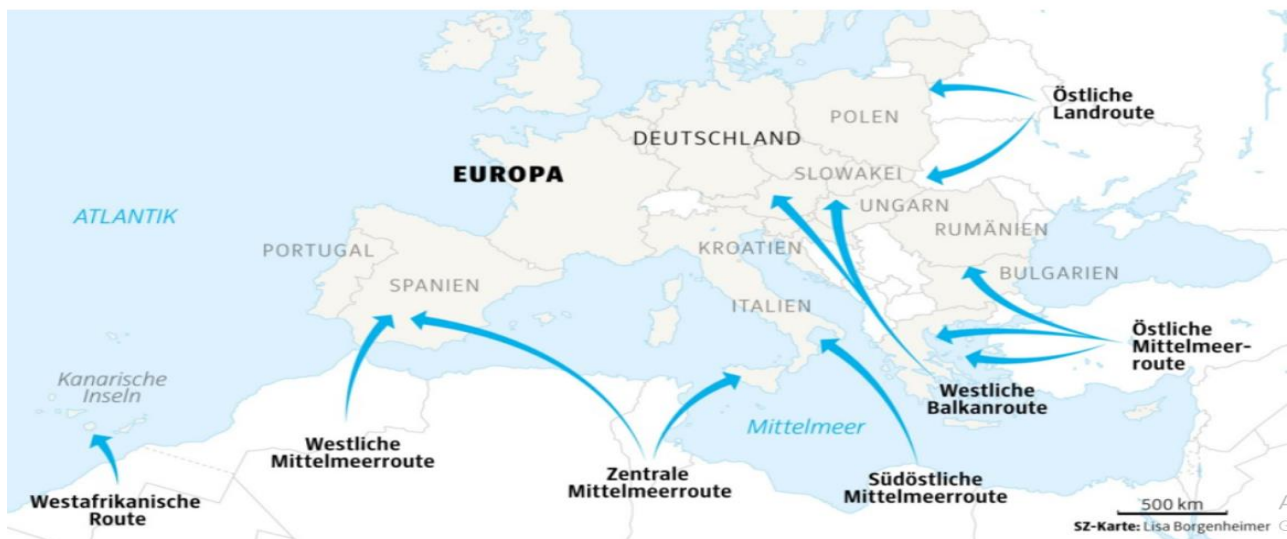 Östliche
Landroute
POLEN
DEUTSCHLAND
SLOWAKEI
EUROPA
UNGARN
ATLANTIK
RUMÄNIEN
PORTUGAL
KROATIEN
BULGARIEN
SPANIEN
ITALIEN
Östliche
Mittelmeer-
route
Kanarische
Inseln
Westliche
Balkanroute
Mittelmeer
Westliche
Mittelmeerroute
Zentrale
Mittelmeerroute
Südöstliche
Mittelmeerroute
Westafrikanische
Route
500 km
SZ-Karte: Lisa Borgenheimer